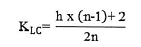 K_LC = h x (n-1)+ 2
2n